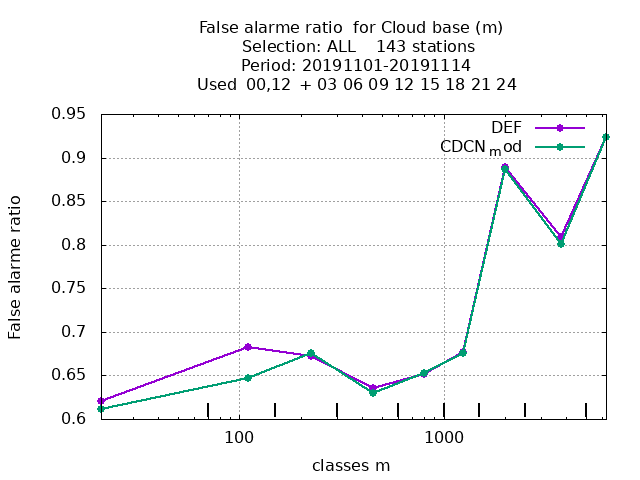 False alarme ratio  for Cloud base (m)
Selection: ALL    143 stations
Period: 20191101-20191114
Used  00,12  + 03 06 09 12 15 18 21 24
0.95
0.9
0.85
0.8
0.75
0.7
0.65
0.6
False alarme ratio
DEF
CDCNmod
100
1000
classes m